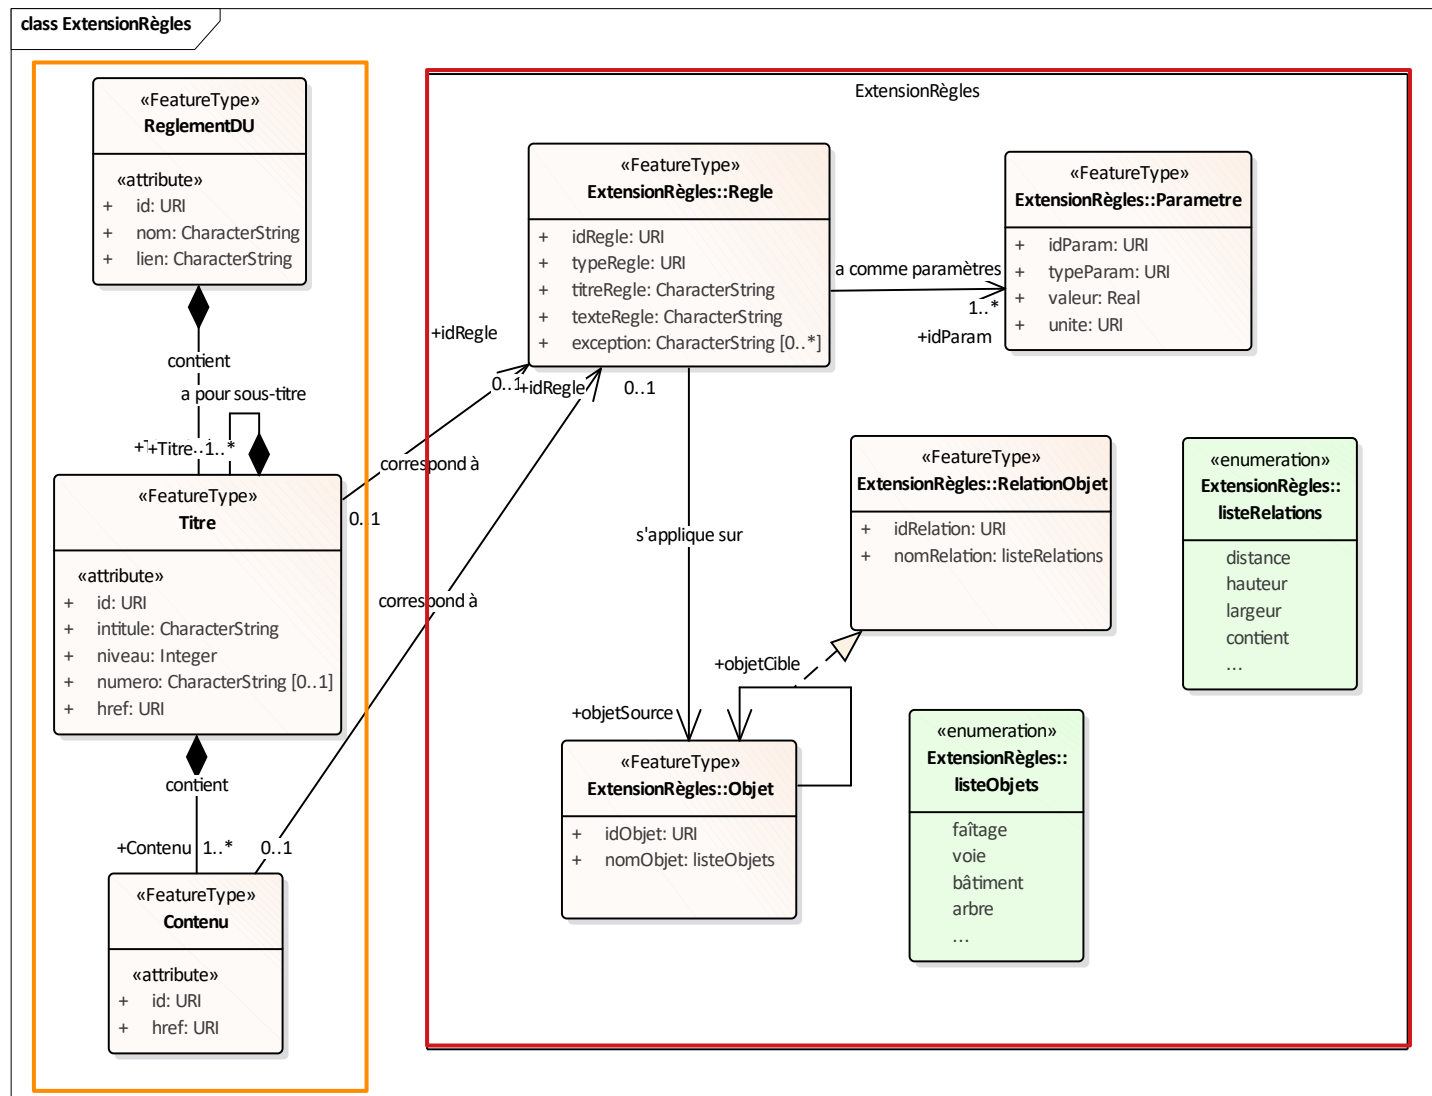 class ExtensionRègles
«FeatureType»
ReglementDU
«attribute»
+ id: URI
+ nom: CharacterString
+ lien: CharacterString
contient
a pour sous-titre
+Titre 1..*
«FeatureType»
Titre
«attribute»
+ id: URI
+ intitule: CharacterString
+ niveau: Integer
+ numero: CharacterString [0..1]
+ href: URI
contient
+Contenu 1..*
0..1
«FeatureType»
Contenu
«attribute»
+ id: URI
+ href: URI
+idRegle
0..1
correspond à
0..1
+idRegle
0..1
correspond à
ExtensionRègles
«FeatureType»
ExtensionRègles::Regle
+ idRegle: URI
+ typeRegle: URI
+ titreRegle: CharacterString
+ texteRegle: CharacterString
+ exception: CharacterString [0..*]
a comme paramètres
1..*
+idParam
«FeatureType»
ExtensionRègles::Parametre
+ idParam: URI
+ typeParam: URI
+ valeur: Real
+ unite: URI
s'applique sur
+objetSource
+objetCible
«FeatureType»
ExtensionRègles::RelationObjet
+ idRelation: URI
+ nomRelation: listeRelations
«enumeration»
ExtensionRègles::
listeRelations
distance
hauteur
largeur
contient
...
«FeatureType»
ExtensionRègles::Objet
+ idObjet: URI
+ nomObjet: listeObjets
«enumeration»
ExtensionRègles::
listeObjets
faîtage
voie
bâtiment
arbre
...